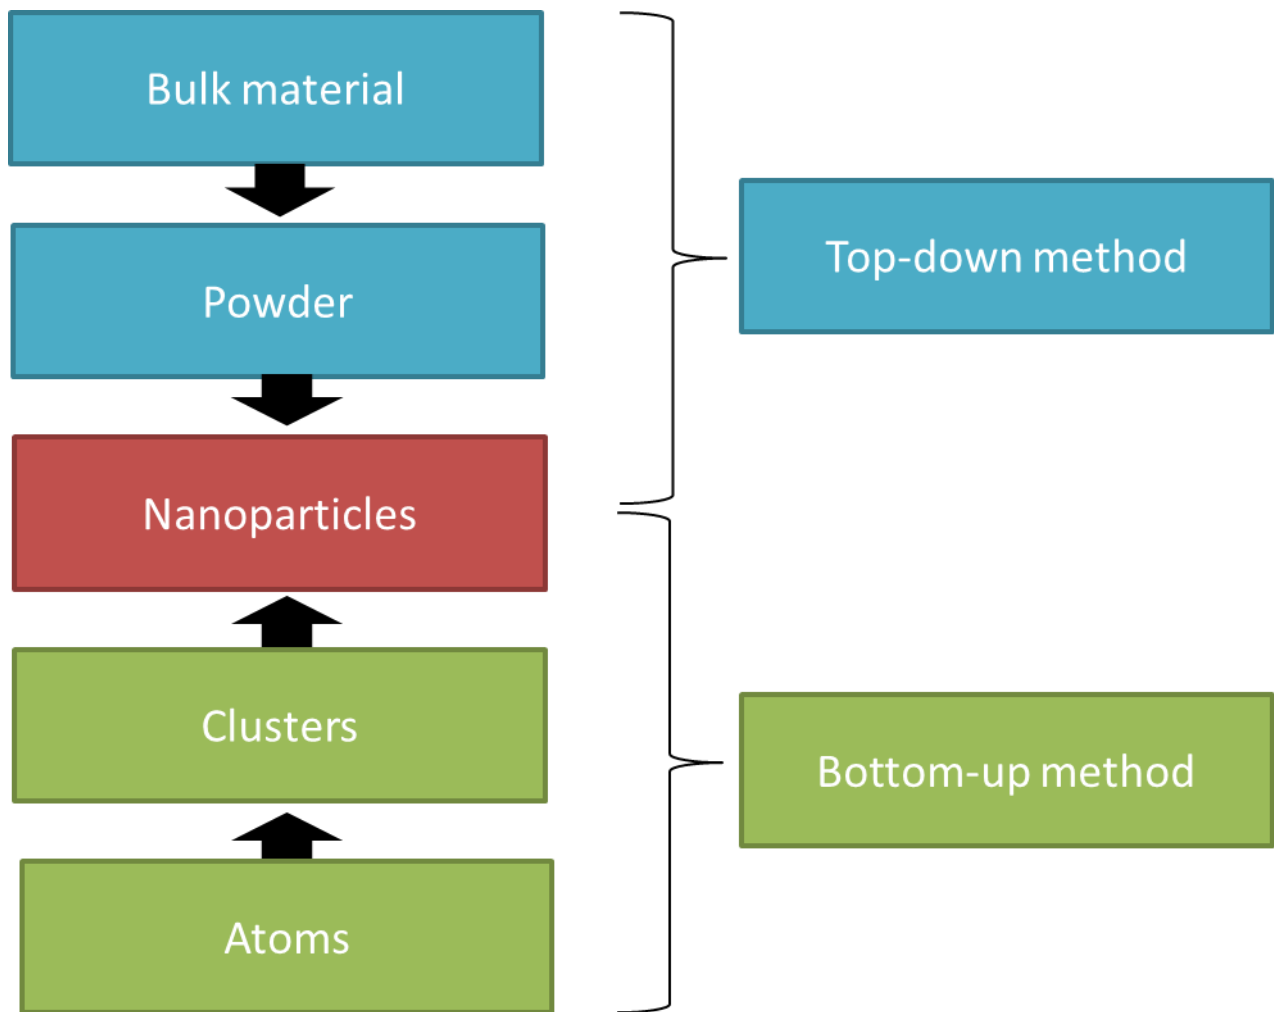 Bulk material
Powder
Nanoparticles
Clusters
Atoms
Top-down method
Bottom-up method